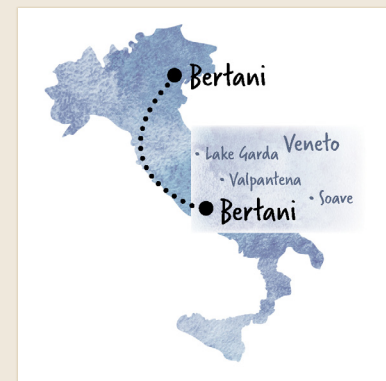 Bertani
Veneto
• Lake Garda
• Valpantena
• Soave
Bertani